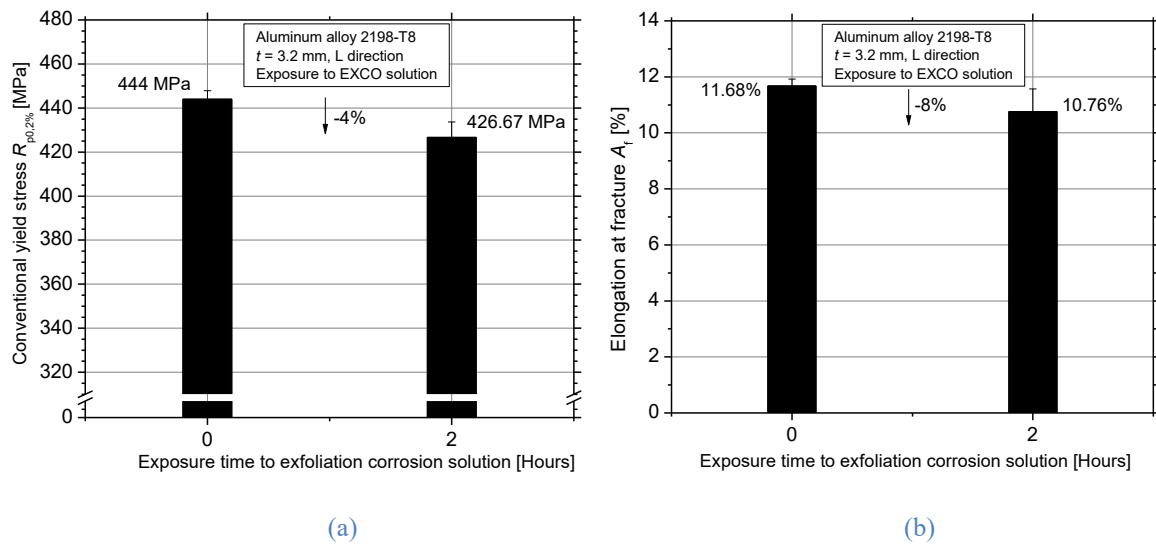 480
460
440
420
400
380
360
340
320
0
Conventional yield stress Rp0,2% [MPa]
Aluminum alloy 2198-T8
t = 3.2 mm, L direction
Exposure to EXCO solution
444 MPa
-4%
426.67 MPa
0 2
Exposure time to exfoliation corrosion solution [Hours]
(a)
14
12
10
8
6
4
2
0
Elongation at fracture Af [%]
Aluminum alloy 2198-T8
t = 3.2 mm, L direction
Exposure to EXCO solution
11.68%
-8%
10.76%
0 2
Exposure time to exfoliation corrosion solution [Hours]
(b)